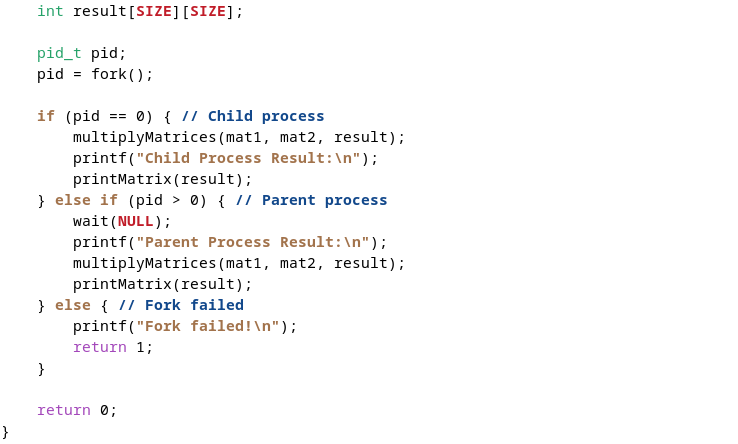 int result[SIZE][SIZE];

    pid_t pid;
    pid = fork();

    if (pid == 0) { // Child process
        multiplyMatrices(mat1, mat2, result);
        printf("Child Process Result:\n");
        printMatrix(result);
    } else if (pid > 0) { // Parent process
        wait(NULL);
        printf("Parent Process Result:\n");
        multiplyMatrices(mat1, mat2, result);
        printMatrix(result);
    } else { // Fork failed
        printf("Fork failed!\n");
        return 1;
    }

    return 0;
}